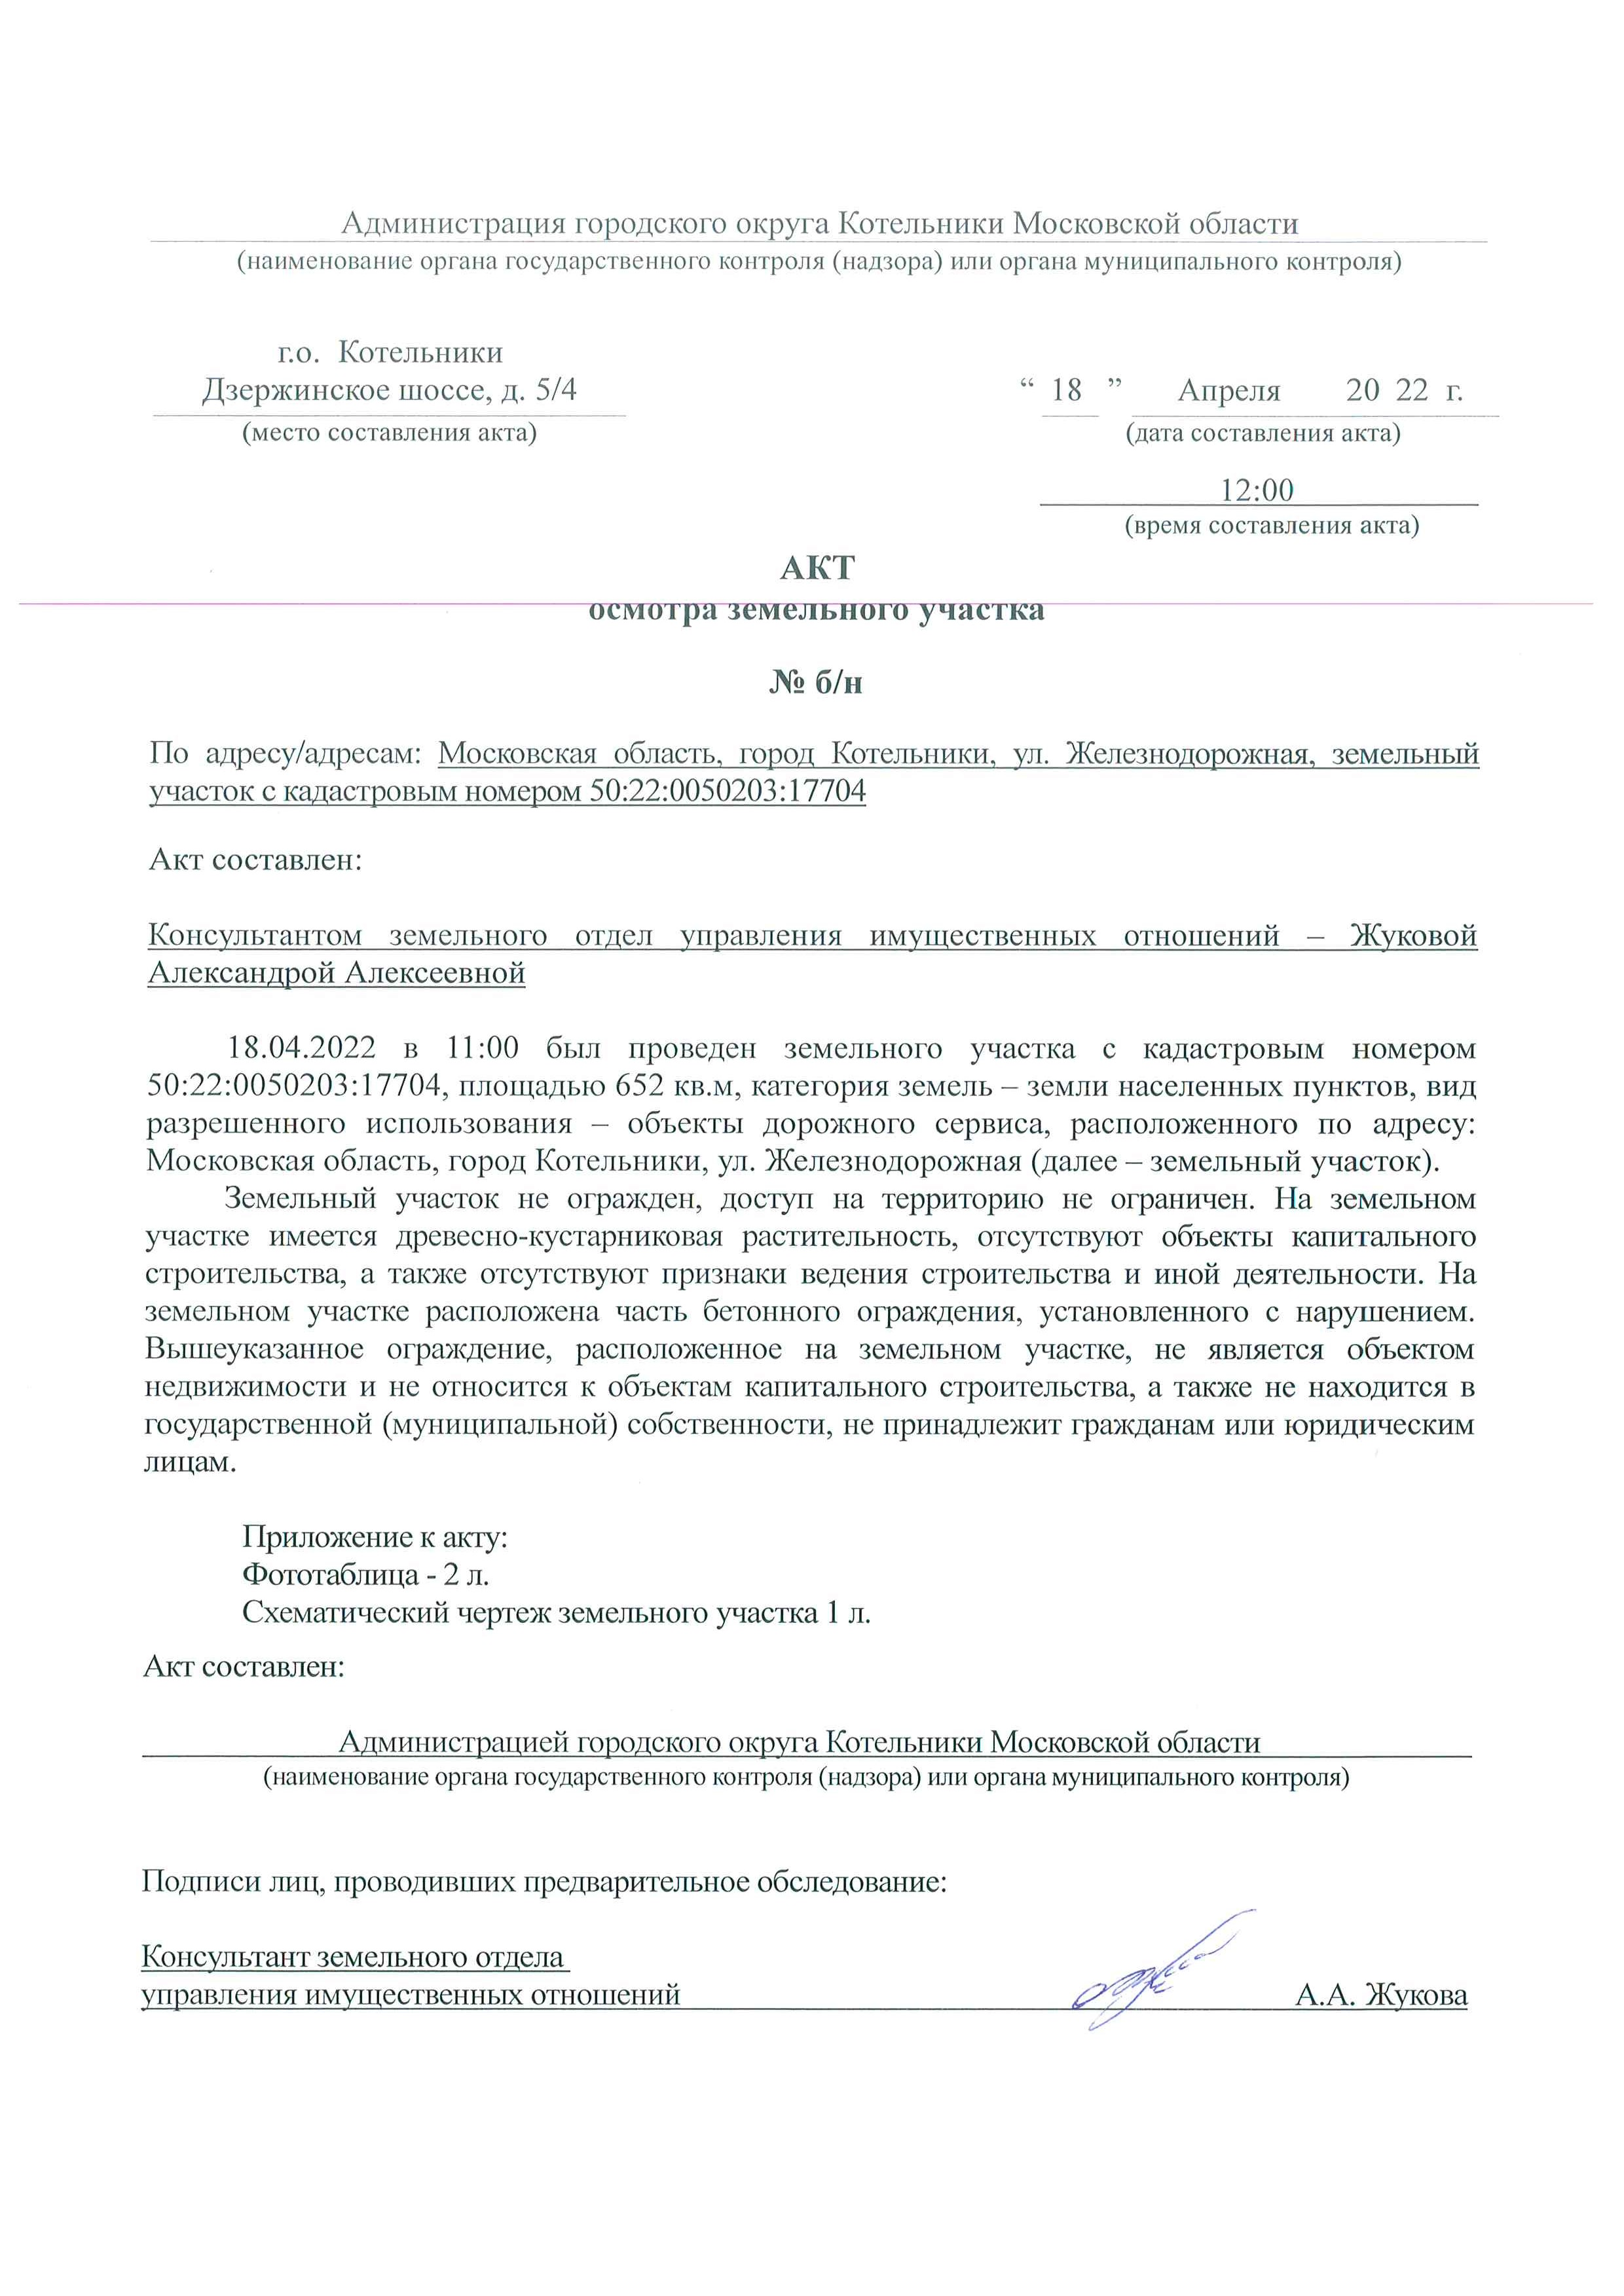 Администрация городского округа Котельники Московской области
(наименование органа государственного контроля (надзора) или органа муниципального контроля)
г.о. Котельники
Дзержинское шоссе, д. 5/4
“ 18 ” Апреля 20 22 г.
(место составления акта)
(дата составления акта)
12:00
(время составления акта)
АКТ
осмотра земельного участка
№ б/н
По адресу/адресам: Московская область, город Котельники, ул. Железнодорожная, земельный
участок с кадастровым номером 50:22:0050203:17704
Акт составлен:
Консультантом земельного отдел управления имущественных отношений – Жуковой
Александрой Алексеевной
18.04.2022 в 11:00 был проведен земельного участка с кадастровым номером
50:22:0050203:17704, площадью 652 кв.м, категория земель – земли населенных пунктов, вид
разрешенного использования – объекты дорожного сервиса, расположенного по адресу:
Московская область, город Котельники, ул. Железнодорожная (далее – земельный участок).
Земельный участок не огражден, доступ на территорию не ограничен. На земельном
участке имеется древесно-кустарниковая растительность, отсутствуют объекты капитального
строительства, а также отсутствуют признаки ведения строительства и иной деятельности. На
земельном участке расположена часть бетонного ограждения, установленного с нарушением.
Вышеуказанное ограждение, расположенное на земельном участке, не является объектом
недвижимости и не относится к объектам капитального строительства, а также не находится в
государственной (муниципальной) собственности, не принадлежит гражданам или юридическим
лицам.
Приложение к акту:
Фототаблица - 2 л.
Схематический чертеж земельного участка 1 л.
Акт составлен:
Администрацией городского округа Котельники Московской области
(наименование органа государственного контроля (надзора) или органа муниципального контроля)
Подписи лиц, проводивших предварительное обследование:
Консультант земельного отдела
управления имущественных отношений А.А. Жукова